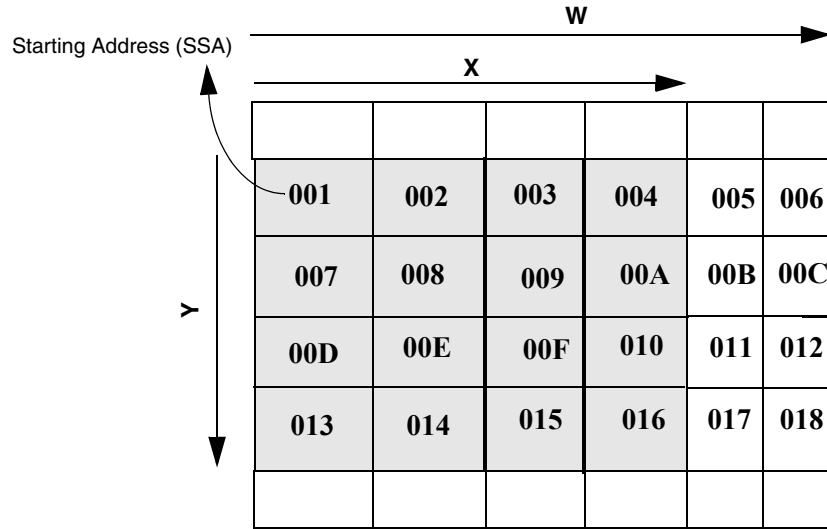 W
Starting Address (SSA)
X
001 002 003 004 005 006
007 008 009 00A 00B 00C
Y
00D 00E 00F 010 011 012
013 014 015 016 017 018